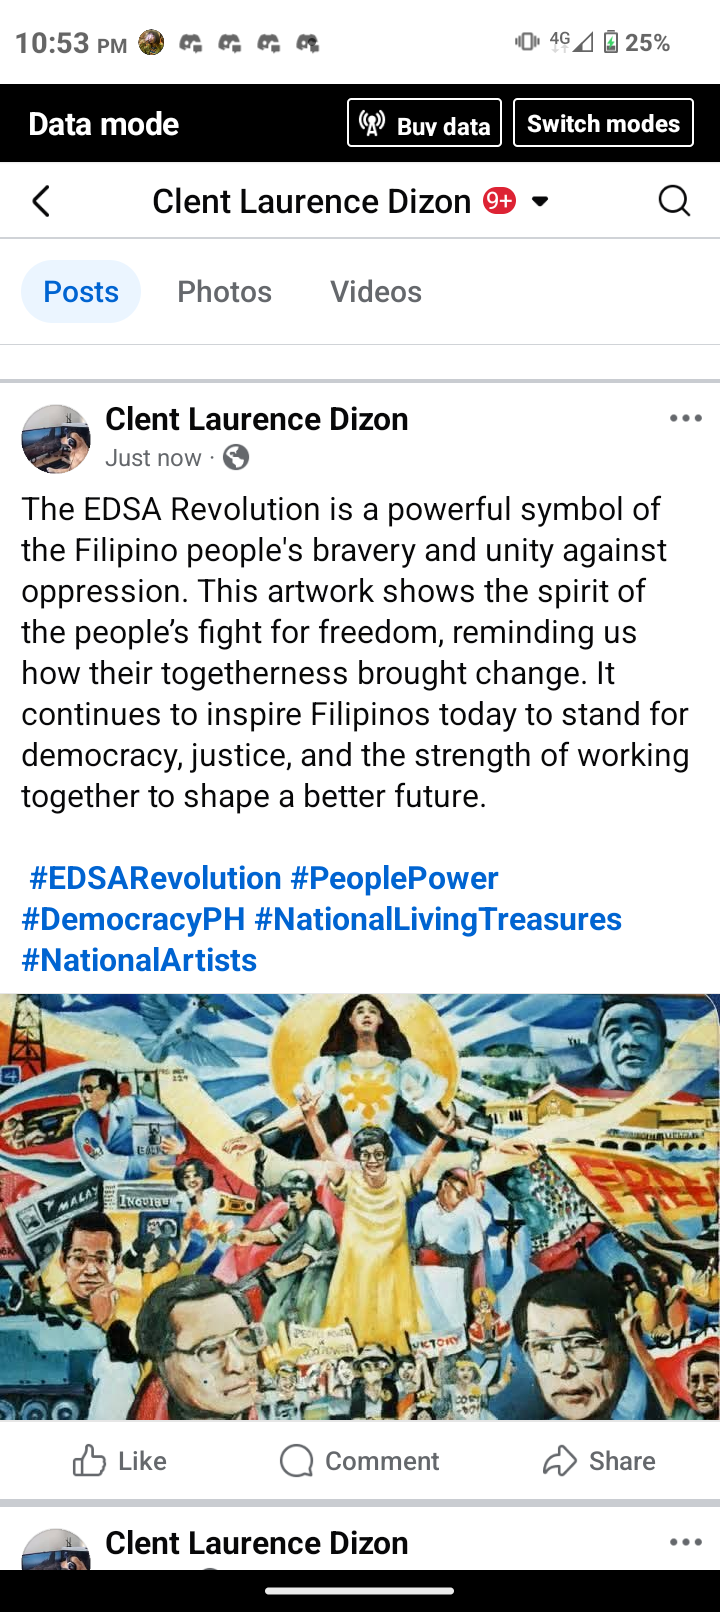 10:53 PM
4G
25%
Data mode
Buy data
Switch modes
Clent Laurence Dizon 9+
Posts
Photos
Videos
Clent Laurence Dizon
Just now ·
The EDSA Revolution is a powerful symbol of
the Filipino people's bravery and unity against
oppression. This artwork shows the spirit of
the people’s fight for freedom, reminding us
how their togetherness brought change. It
continues to inspire Filipinos today to stand for
democracy, justice, and the strength of working
together to shape a better future.
#EDSARevolution #PeoplePower
#DemocracyPH #NationalLivingTreasures
#NationalArtists
MALAY
VICTORY
Like
Comment
Share
Clent Laurence Dizon